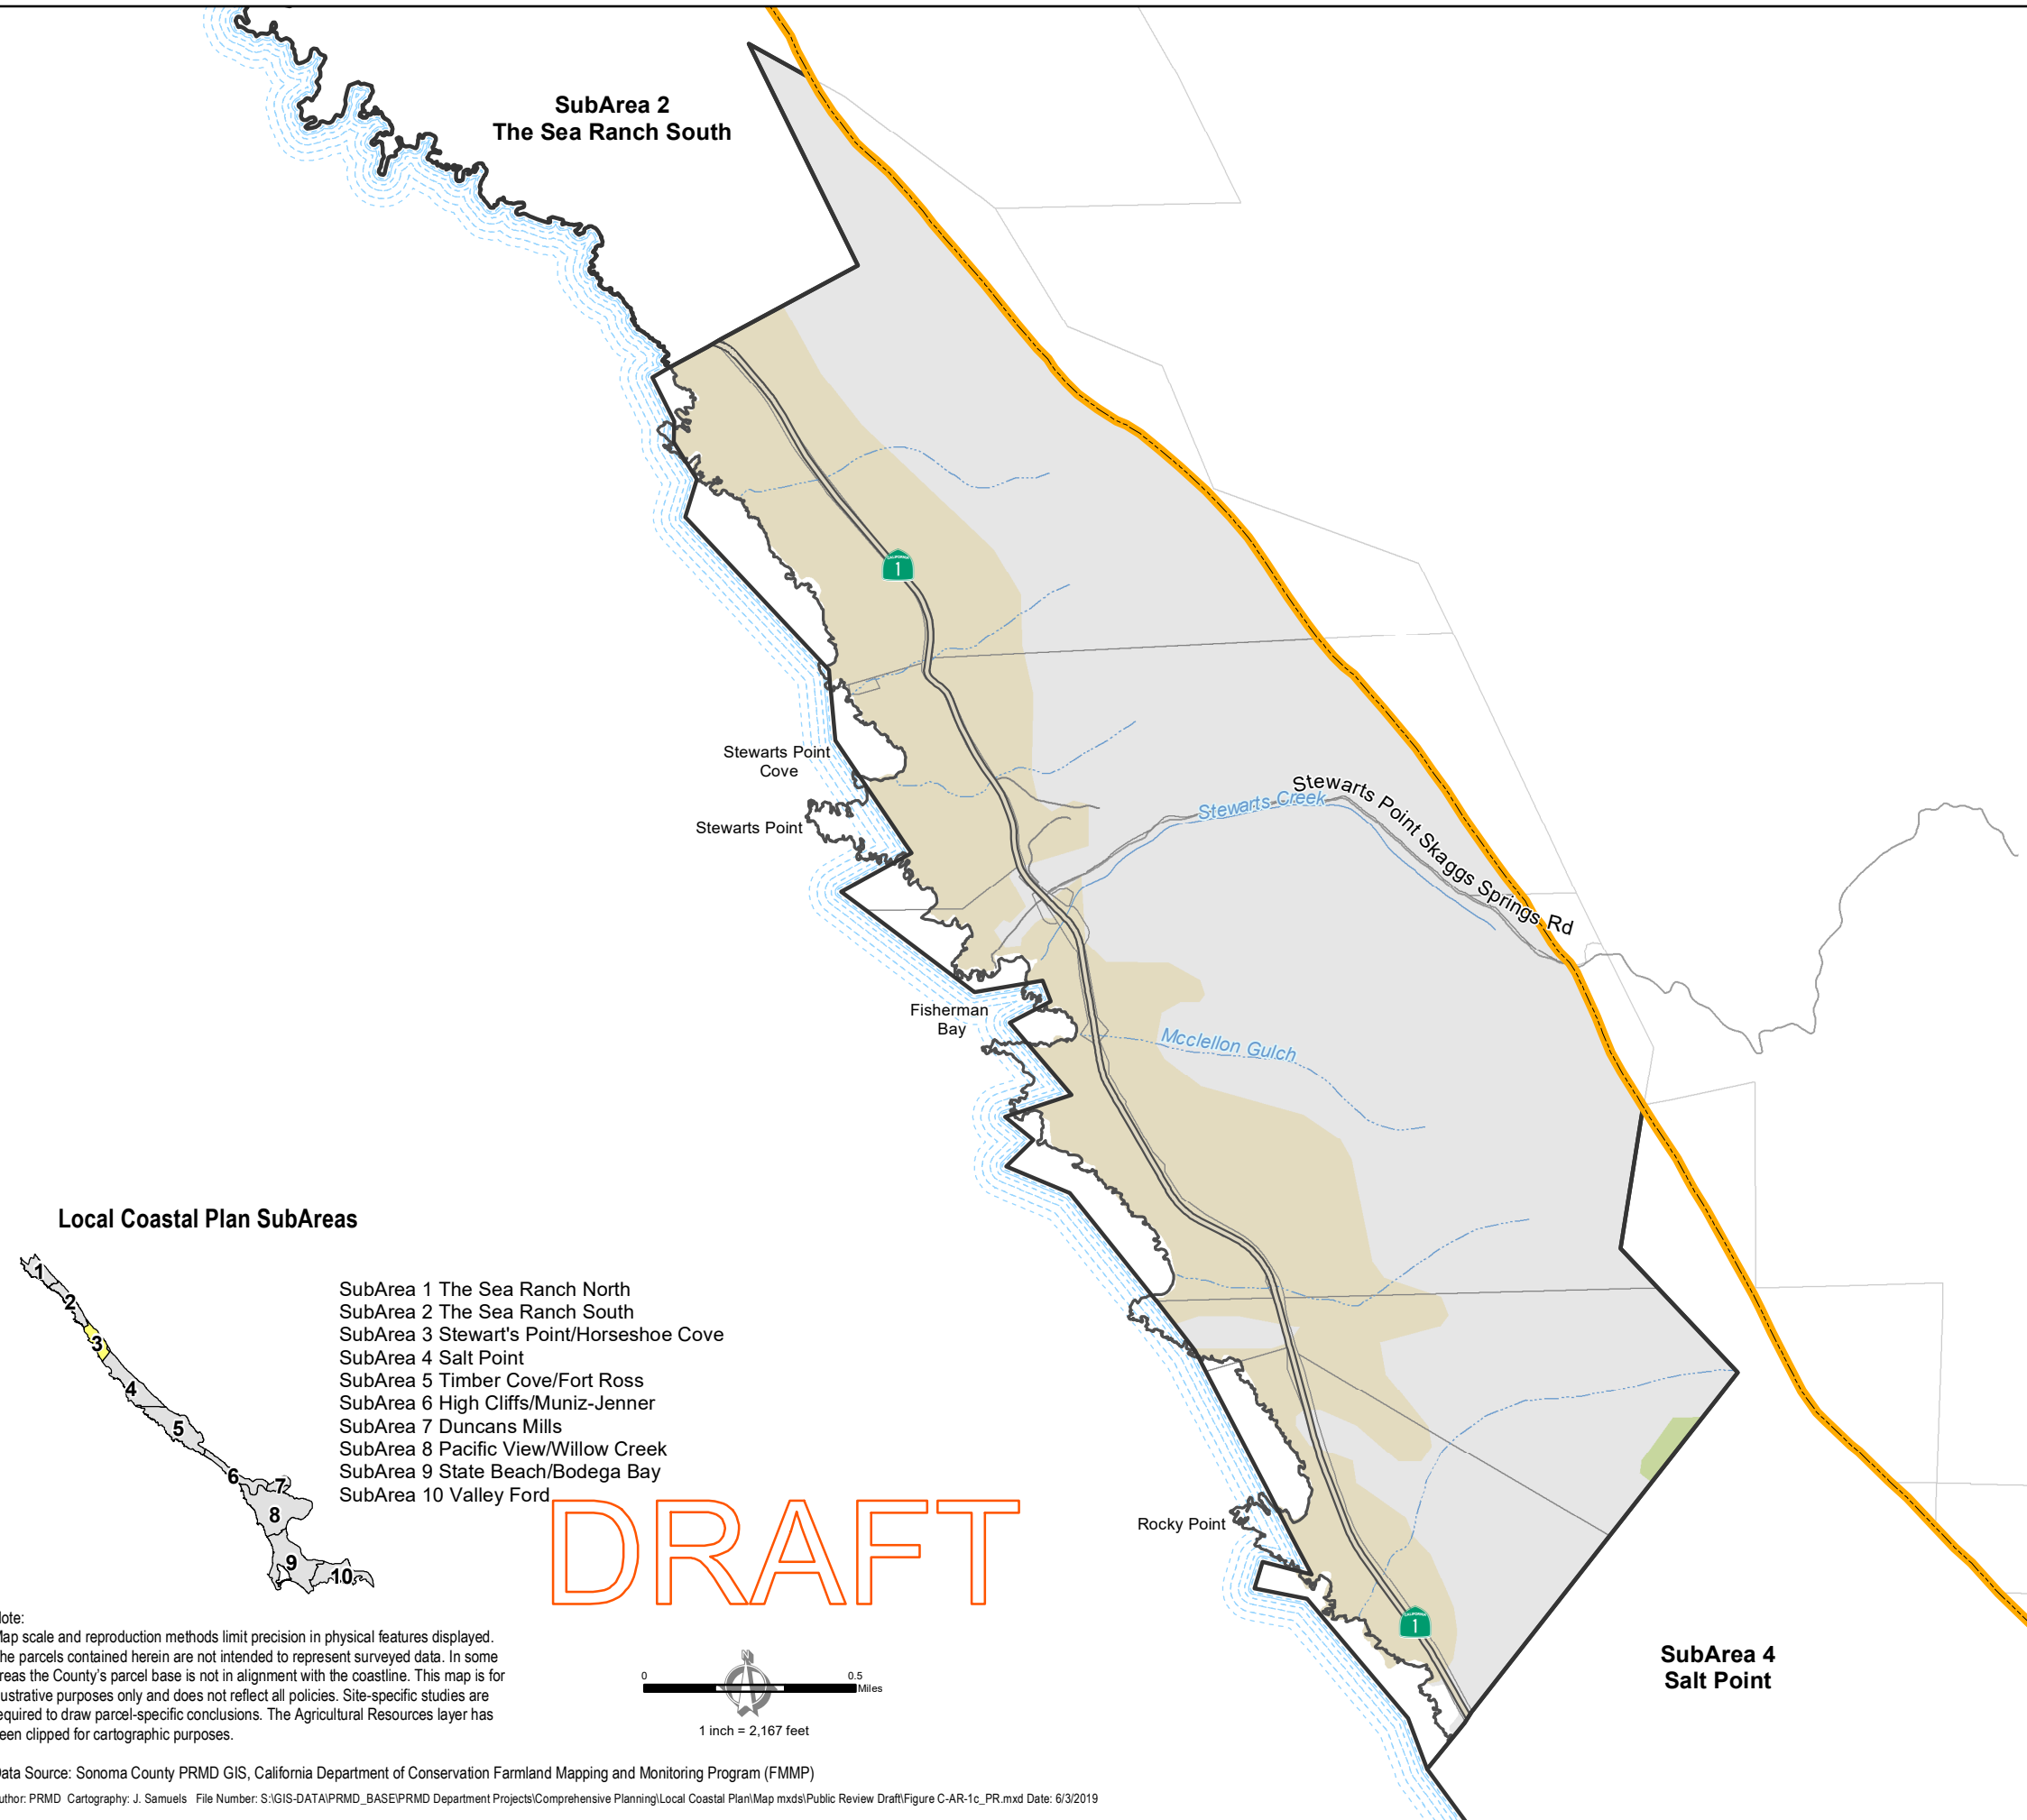 SubArea 2
The Sea Ranch South
CALIFORNIA
1
Stewarts Point
Cove
Stewarts Point
Stewarts Creek
Stewarts Point Skaggs Springs Rd
Fisherman
Bay
Mcclellon Gulch
Rocky Point
CALIFORNIA
1
SubArea 4
Salt Point
Local Coastal Plan SubAreas
1
2
3
4
5
6
7
8
9
10
SubArea 1 The Sea Ranch North
SubArea 2 The Sea Ranch South
SubArea 3 Stewart's Point/Horseshoe Cove
SubArea 4 Salt Point
SubArea 5 Timber Cove/Fort Ross
SubArea 6 High Cliffs/Muniz-Jenner
SubArea 7 Duncans Mills
SubArea 8 Pacific View/Willow Creek
SubArea 9 State Beach/Bodega Bay
SubArea 10 Valley Ford
DRAFT
ote:
ap scale and reproduction methods limit precision in physical features displayed.
he parcels contained herein are not intended to represent surveyed data. In some
reas the County's parcel base is not in alignment with the coastline. This map is for
ustrative purposes only and does not reflect all policies. Site-specific studies are
equired to draw parcel-specific conclusions. The Agricultural Resources layer has
een clipped for cartographic purposes.
N
0 0.5
Miles
1 inch = 2,167 feet
ata Source: Sonoma County PRMD GIS, California Department of Conservation Farmland Mapping and Monitoring Program (FMMP)
uthor: PRMD Cartography: J. Samuels File Number: S:\GIS-DATA\PRMD_BASE\PRMD Department Projects\Comprehensive Planning\Local Coastal Plan\Map mxds\Public Review Draft\Figure C-AR-1c_PR.mxd Date: 6/3/2019